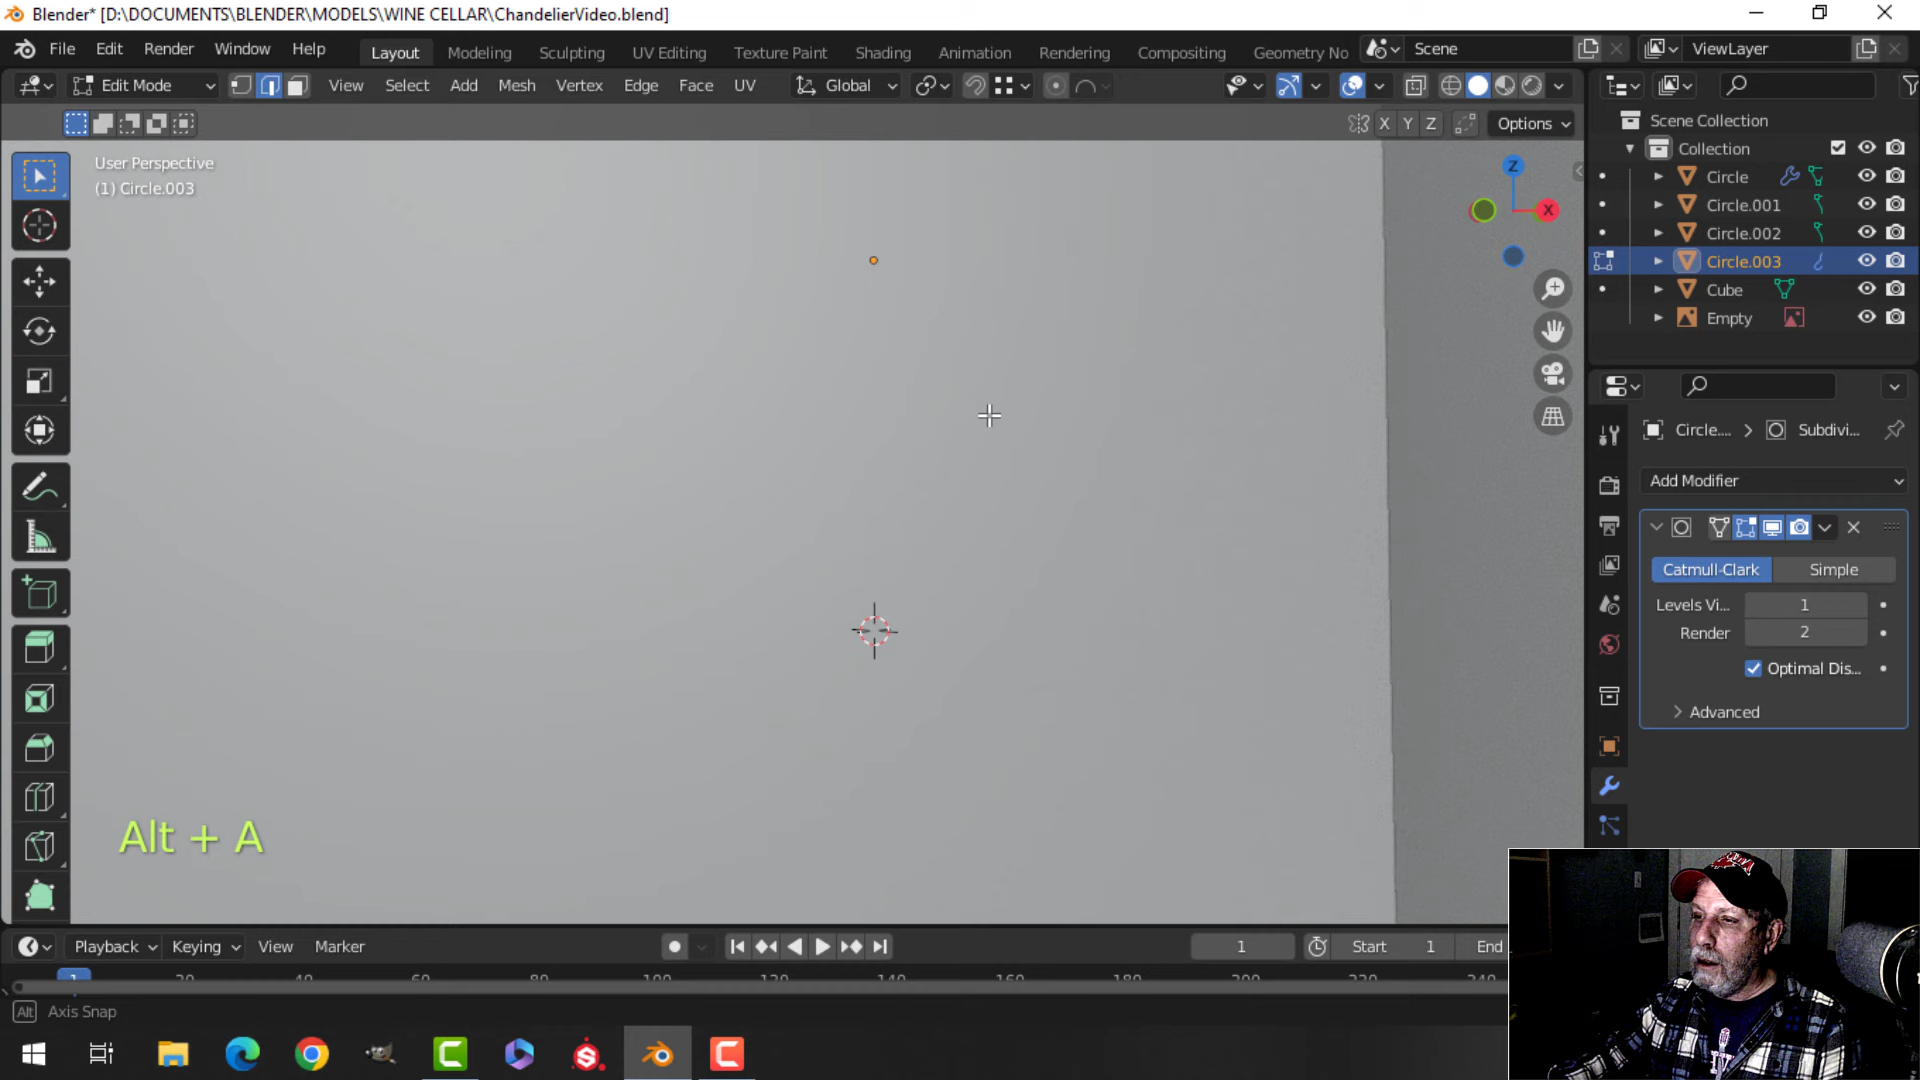 Blender* [D:\DOCUMENTS\BLENDER\MODELS\WINE CELLAR\ChandelierVideo.blend]
File Edit Render Window Help Layout Modeling Sculpting UV Editing Texture Paint Shading Animation Rendering Compositing Geometry No Scene ViewLayer
Edit Mode View Select Add Mesh Vertex Edge Face UV Global
X Y Z Options
User Perspective
(1) Circle.003
Z
X
Scene Collection
Collection
Circle
Circle.001
Circle.002
Circle.003
Cube
Empty
Circle.... > Subdivi...
Add Modifier
Catmull-Clark Simple
Levels Vi... 1
Render 2
Optimal Dis...
Advanced
Alt + A
Playback Keying View Marker 1 Start 1 End
1 20 40 60 80 100 120 140 160 180 200 220 240
Alt Axis Snap